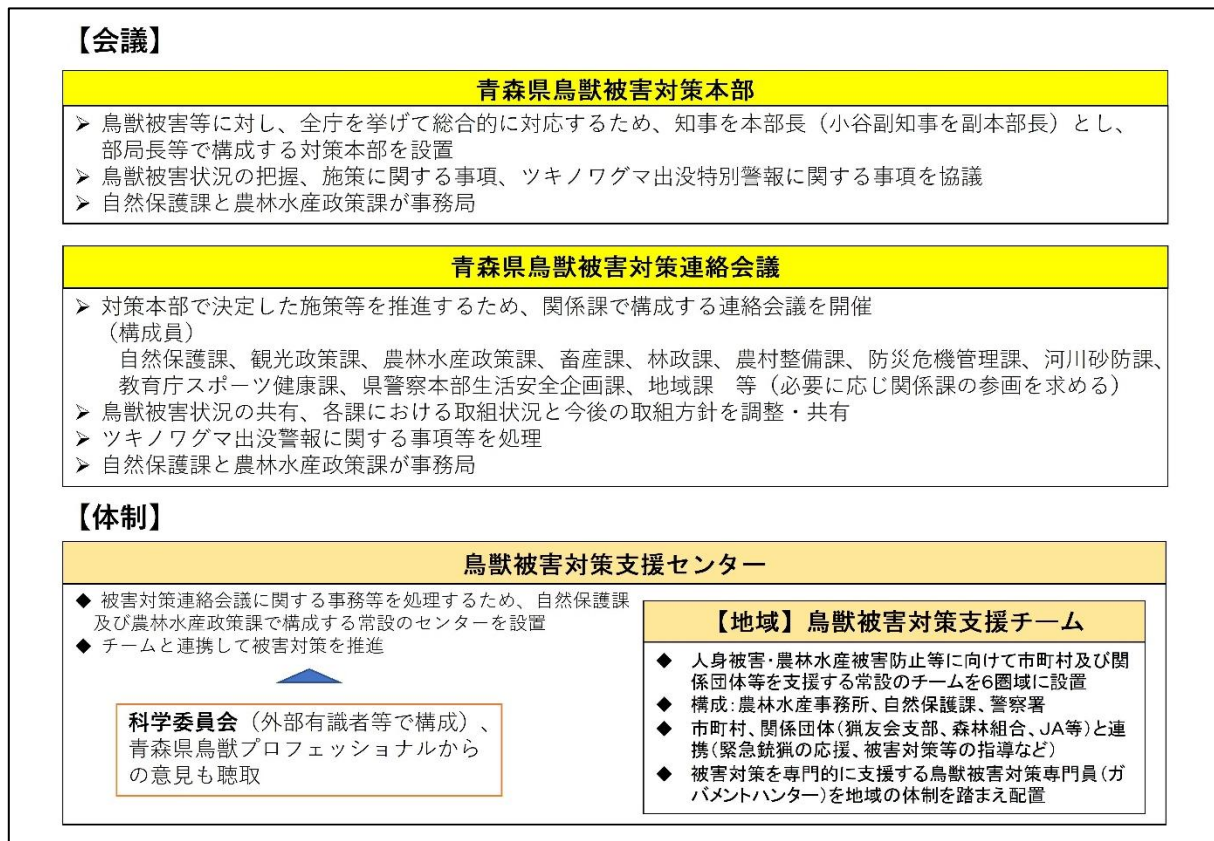 【会議】
青森県鳥獣被害対策本部
➢ 鳥獣被害等に対し、全庁を挙げて総合的に対応するため、知事を本部長（小谷副知事を副本部長）とし、
部局長等で構成する対策本部を設置
➢ 鳥獣被害状況の把握、施策に関する事項、ツキノワグマ出没特別警報に関する事項を協議
➢ 自然保護課と農林水産政策課が事務局
青森県鳥獣被害対策連絡会議
➢ 対策本部で決定した施策等を推進するため、関係課で構成する連絡会議を開催
（構成員）
自然保護課、観光政策課、農林水産政策課、畜産課、林政課、農村整備課、防災危機管理課、河川砂防課、
教育庁スポーツ健康課、県警察本部生活安全企画課、地域課　等（必要に応じ関係課の参画を求める）
➢ 鳥獣被害状況の共有、各課における取組状況と今後の取組方針を調整・共有
➢ ツキノワグマ出没警報に関する事項等を処理
➢ 自然保護課と農林水産政策課が事務局
【体制】
鳥獣被害対策支援センター
◆ 被害対策連絡会議に関する事務等を処理するため、自然保護課
及び農林水産政策課で構成する常設のセンターを設置
◆ チームと連携して被害対策を推進
科学委員会（外部有識者等で構成）、
青森県鳥獣プロフェッショナルから
の意見も聴取
【地域】鳥獣被害対策支援チーム
◆ 人身被害・農林水産被害防止等に向けて市町村及び関
係団体等を支援する常設のチームを6圏域に設置
◆ 構成：農林水産事務所、自然保護課、警察署
◆ 市町村、関係団体（猟友会支部、森林組合、JA等）と連
携（緊急銃猟の応援、被害対策等の指導など）
◆ 被害対策を専門的に支援する鳥獣被害対策専門員（ガ
バメントハンター）を地域の体制を踏まえ配置